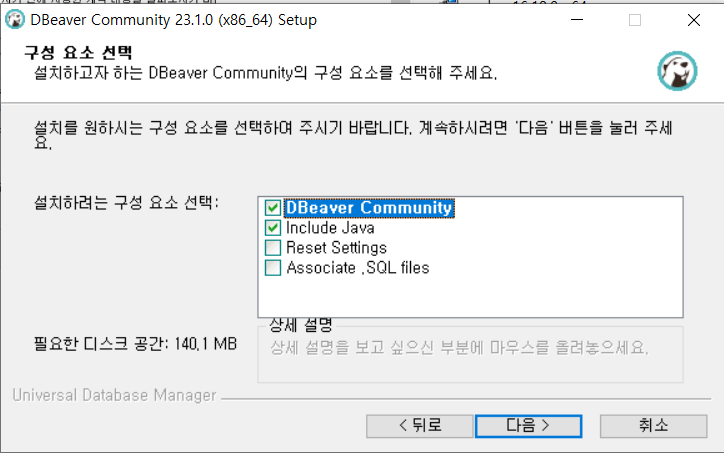 DBeaver Community 23.1.0 (x86_64) Setup
구성 요소 선택
설치하고자 하는 DBeaver Community의 구성 요소를 선택해 주세요.
설치를 원하시는 구성 요소를 선택하여 주시기 바랍니다. 계속하시려면 '다음' 버튼을 눌러 주세
요.
설치하려는 구성 요소 선택:
DBeaver Community
Include Java
Reset Settings
Associate .SQL files
필요한 디스크 공간: 140.1 MB
상세 설명
상세 설명을 보고 싶으신 부분에 마우스를 올려놓으세요.
Universal Database Manager
< 뒤로
다음 >
취소